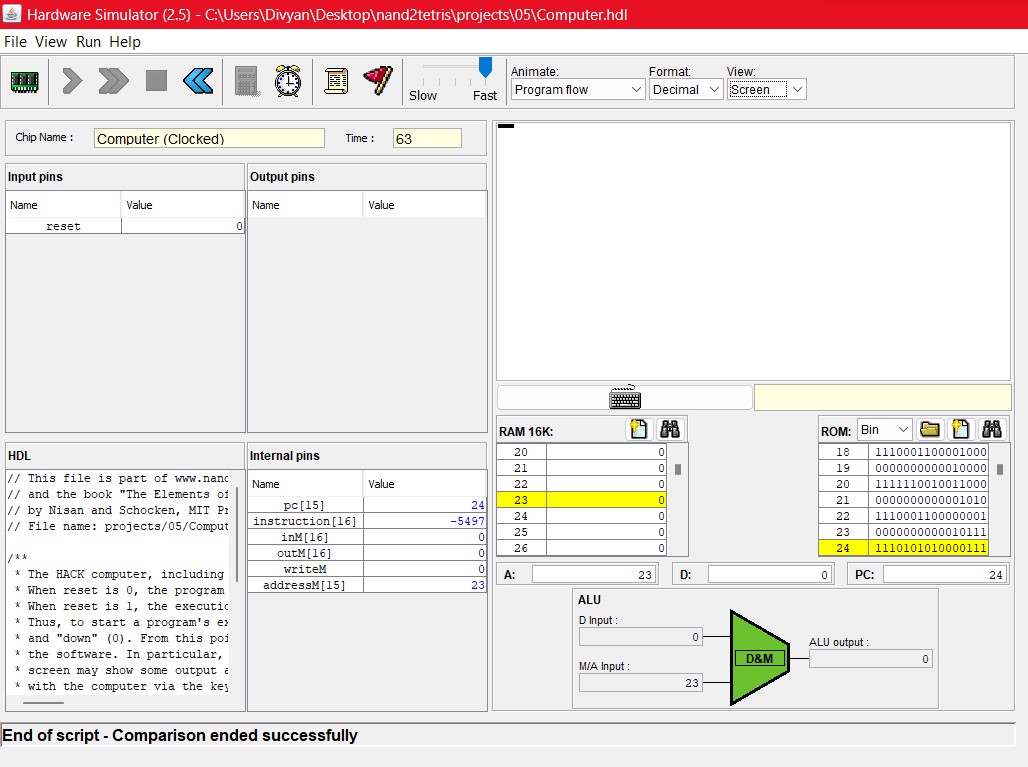 Hardware Simulator (2.5) - C:\Users\Divyan\Desktop\nand2tetris\projects\05\Computer.hdl
File View Run Help
Slow Fast
Animate: Format: View:
Program flow Decimal Screen
Chip Name : Computer (Clocked) Time : 63
Input pins
Name Value
reset 0
Output pins
Name Value
HDL
// This file is part of www.nand
// and the book "The Elements of
// by Nisan and Schocken, MIT Pr
// File name: projects/05/Comput
/**
* The HACK computer, including
* When reset is 0, the program
* When reset is 1, the executio
* Thus, to start a program's ex
* and "down" (0). From this poi
* the software. In particular,
* screen may show some output a
* with the computer via the key
Internal pins
Name Value
pc[15] 24
instruction[16] -5497
inM[16] 0
outM[16] 0
writeM 0
addressM[15] 23
RAM 16K:
20 0
21 0
22 0
23 0
24 0
25 0
26 0
ROM: Bin
18 1110001100001000
19 0000000000010000
20 1111110010011000
21 0000000000001010
22 1110001100000001
23 0000000000010111
24 1110101010000111
A: 23 D: 0 PC: 24
ALU
D Input :
0
M/A Input :
23
D&M
ALU output :
0
End of script - Comparison ended successfully